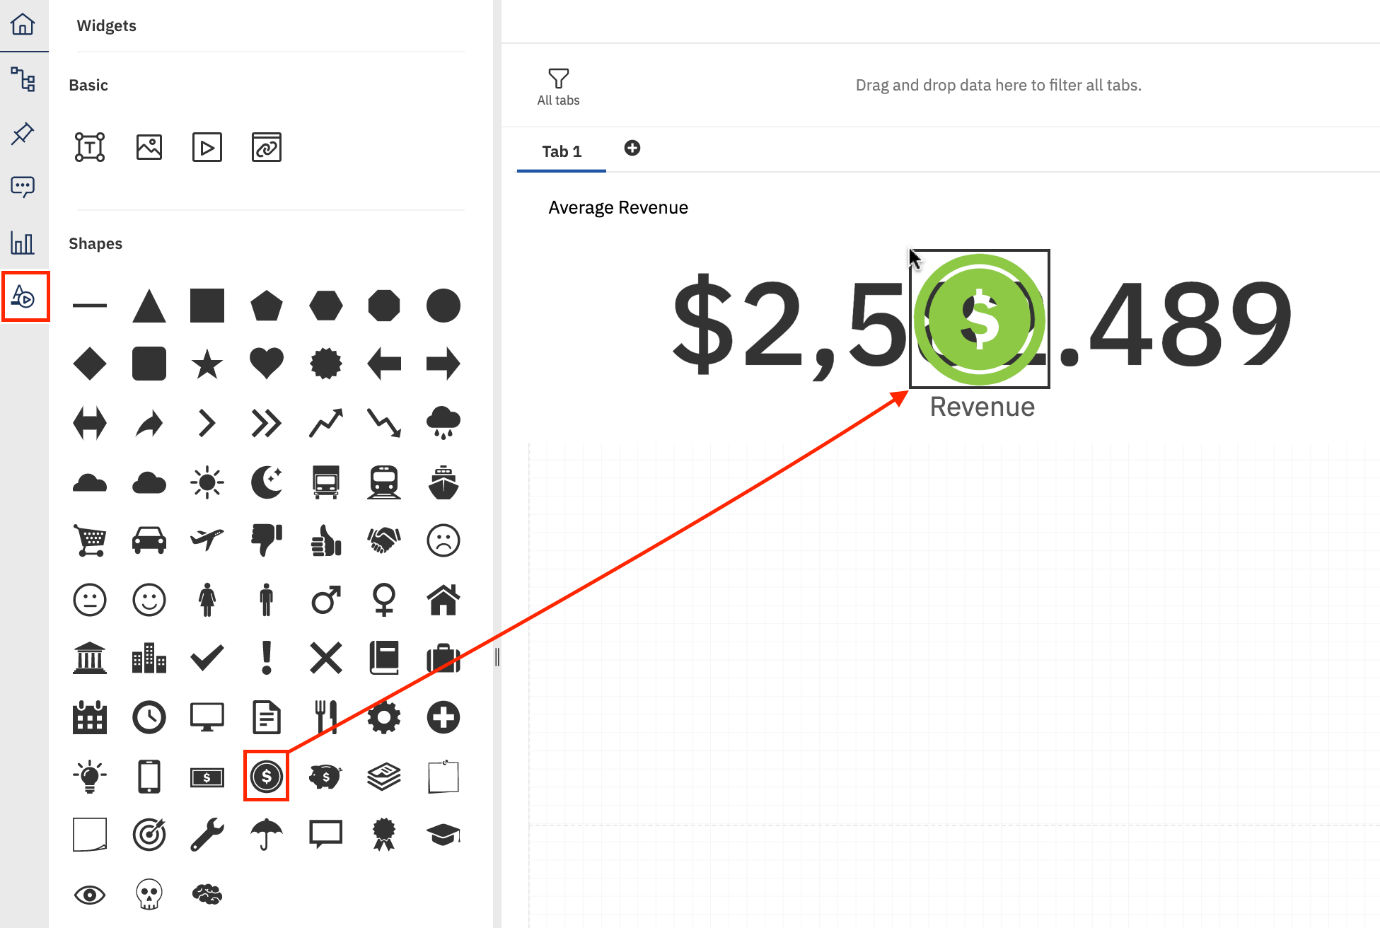 Widgets
Basic
T
Shapes
All tabs
Drag and drop data here to filter all tabs.
Tab 1
Average Revenue
$2,5 .489
$
Revenue
$
$
$